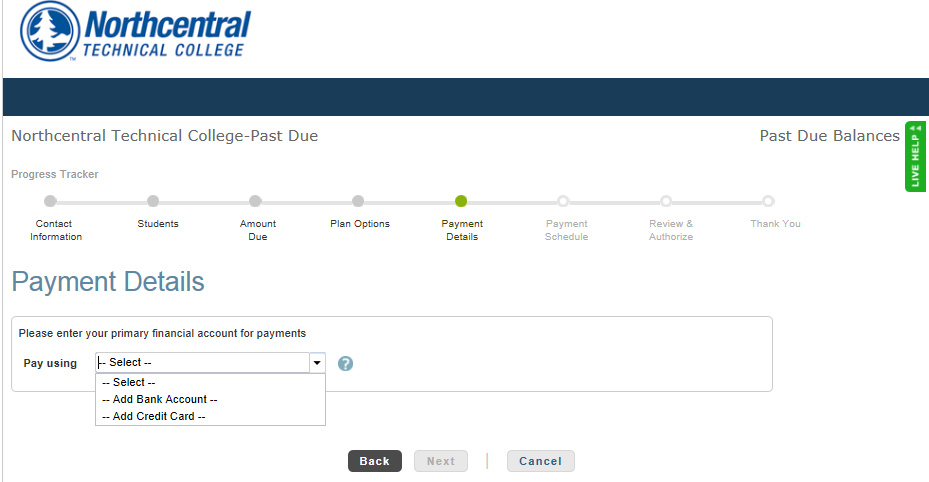 Northcentral
TECHNICAL COLLEGE
TM
Northcentral Technical College-Past Due
Past Due Balances
LIVE HELP
Progress Tracker
Contact
Information
Students
Amount
Due
Plan Options
Payment
Details
Payment
Schedule
Review &
Authorize
Thank You
Payment Details
Please enter your primary financial account for payments
Pay using
-- Select --
?
-- Select --
-- Add Bank Account --
-- Add Credit Card --
Back
Next
Cancel